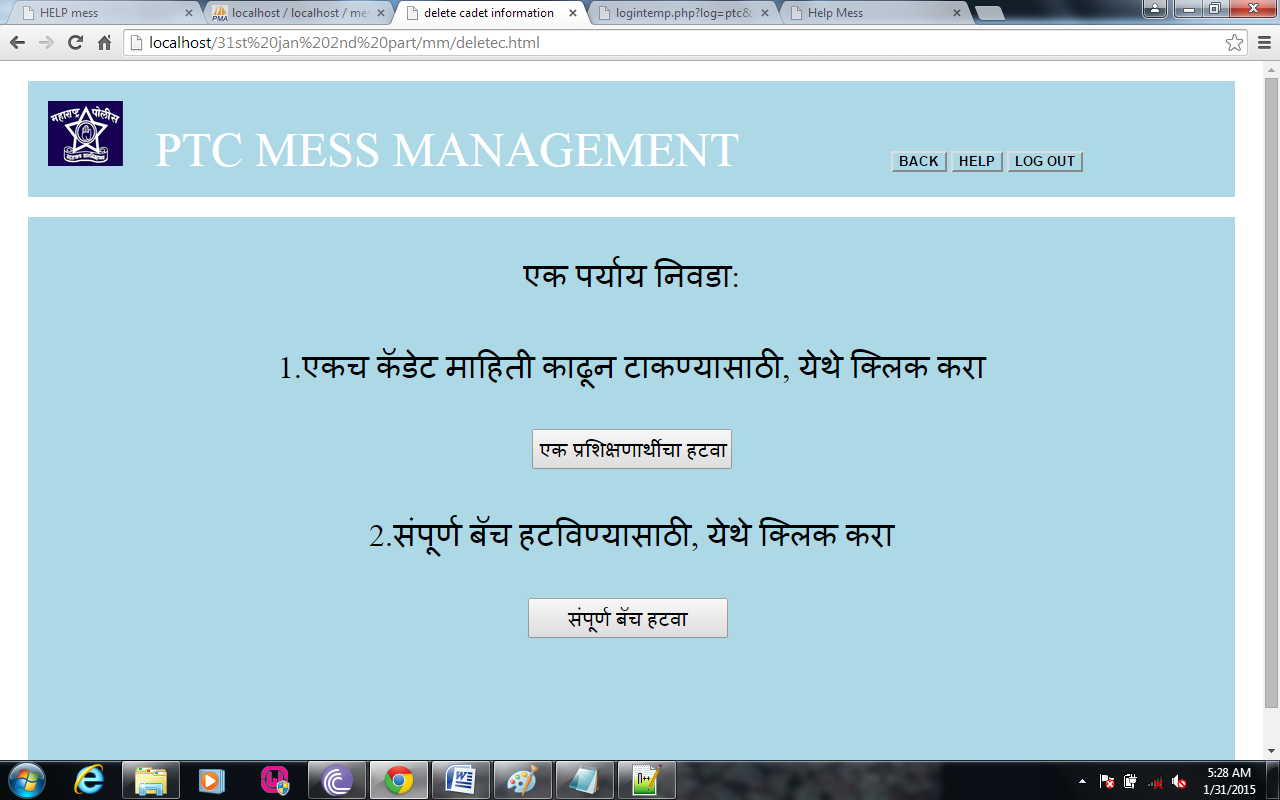 HELP mess
localhost / localhost / me
delete cadet information
logintemp.php?log=ptc&
Help Mess
localhost/31st%20jan%202nd%20part/mm/deletec.html
महाराष्ट्र पोलीस
PTC MESS MANAGEMENT
BACK HELP LOG OUT
एक पर्याय निवडा:
1.एकच कॅडेट माहिती काढून टाकण्यासाठी, येथे क्लिक करा
एक प्रशिक्षणार्थीचा हटवा
2.संपूर्ण बॅच हटविण्यासाठी, येथे क्लिक करा
संपूर्ण बॅच हटवा
5:28 AM
1/31/2015